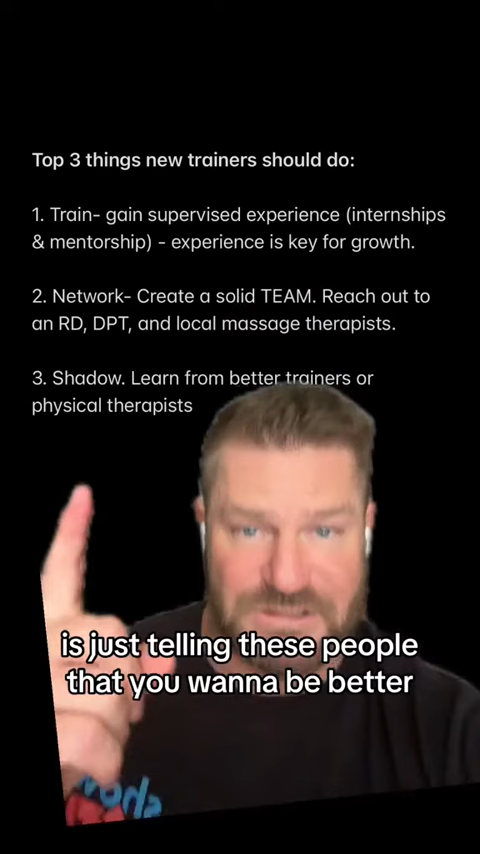 Top 3 things new trainers should do:
1. Train- gain supervised experience (internships
& mentorship) - experience is key for growth.
2. Network- Create a solid TEAM. Reach out to
an RD, DPT, and local massage therapists.
3. Shadow. Learn from better trainers or
physical therapists
is just telling these people
that you wanna be better